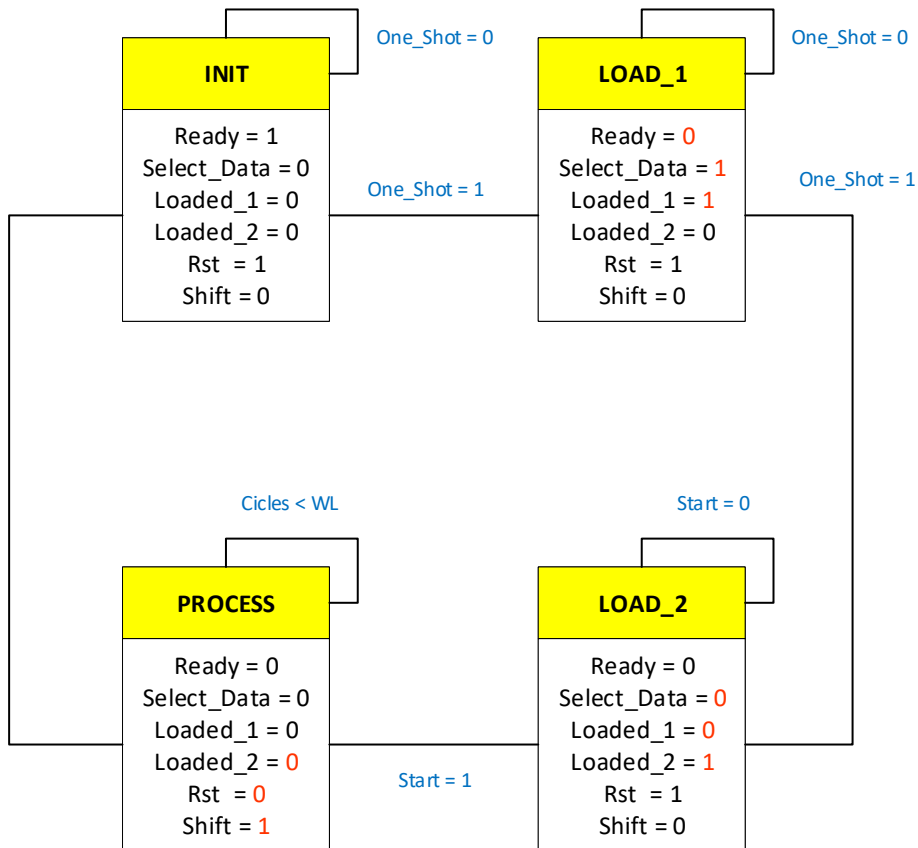 One_Shot = 0
INIT
Ready = 1
Select_Data = 0
Loaded_1 = 0
Loaded_2 = 0
Rst = 1
Shift = 0
One_Shot = 1
One_Shot = 0
LOAD_1
Ready = 0
Select_Data = 1
Loaded_1 = 1
Loaded_2 = 0
Rst = 1
Shift = 0
One_Shot = 1
Cicles < WL
PROCESS
Ready = 0
Select_Data = 0
Loaded_1 = 0
Loaded_2 = 0
Rst = 0
Shift = 1
Start = 1
Start = 0
LOAD_2
Ready = 0
Select_Data = 0
Loaded_1 = 0
Loaded_2 = 1
Rst = 1
Shift = 0